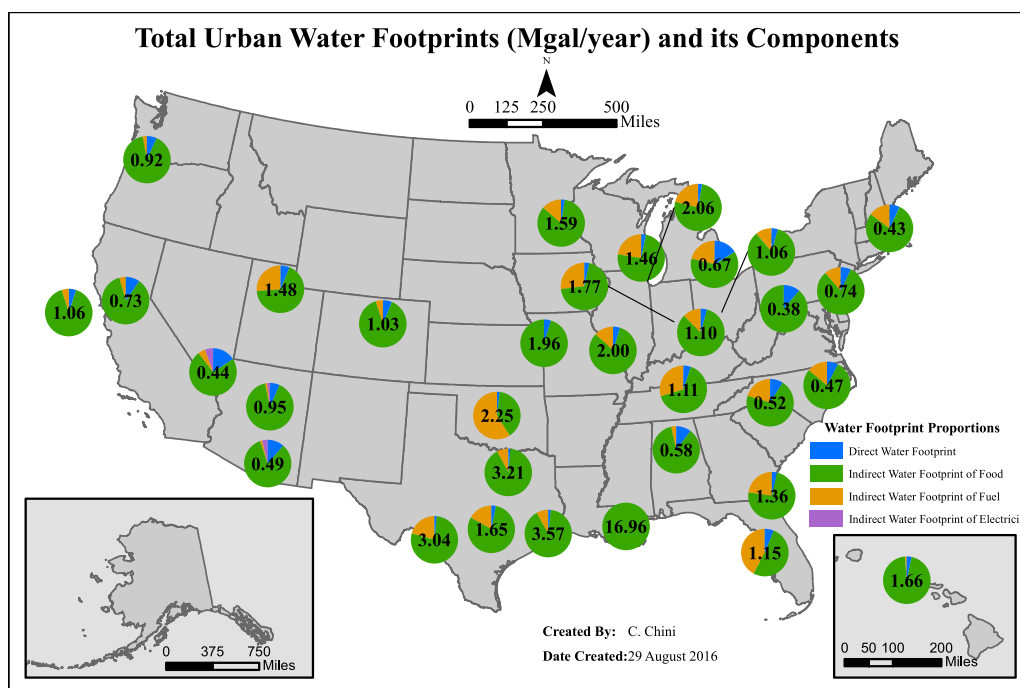 Total Urban Water Footprints (Mgal/year) and its Components
N
0 125 250 500
Miles
0.92
1.59
2.06
1.46
0.67
1.06
0.43
1.77
1.48
0.73
1.06
1.03
0.74
0.38
1.10
1.96
2.00
0.44
1.11
0.47
0.95
0.52
2.25
0.58
0.49
3.21
1.36
3.04
1.65
3.57
16.96
1.15
Water Footprint Proportions
Direct Water Footprint
Indirect Water Footprint of Food
Indirect Water Footprint of Fuel
Indirect Water Footprint of Electrici
1.66
Created By: C. Chini
Date Created:29 August 2016
0 375 750
Miles
0 50 100 200
Miles